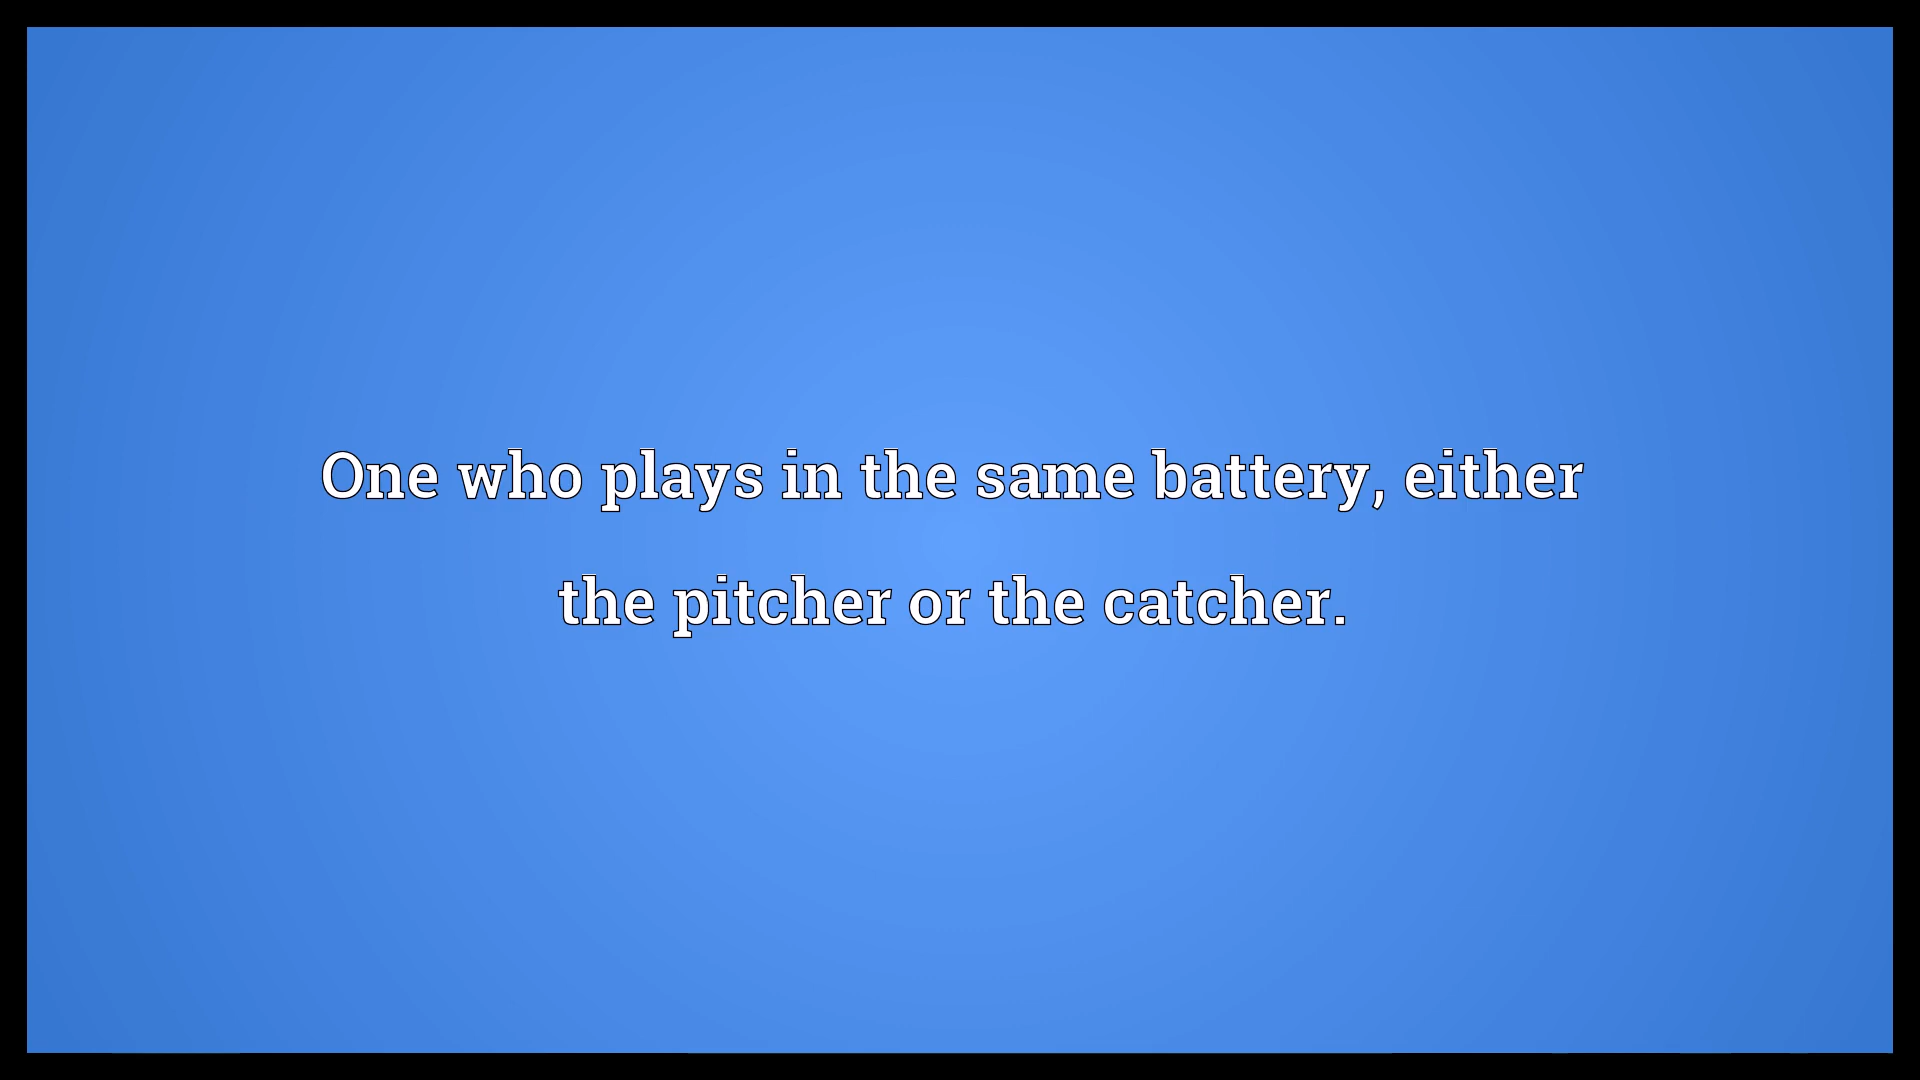 One who plays in the same battery, either
the pitcher or the catcher.